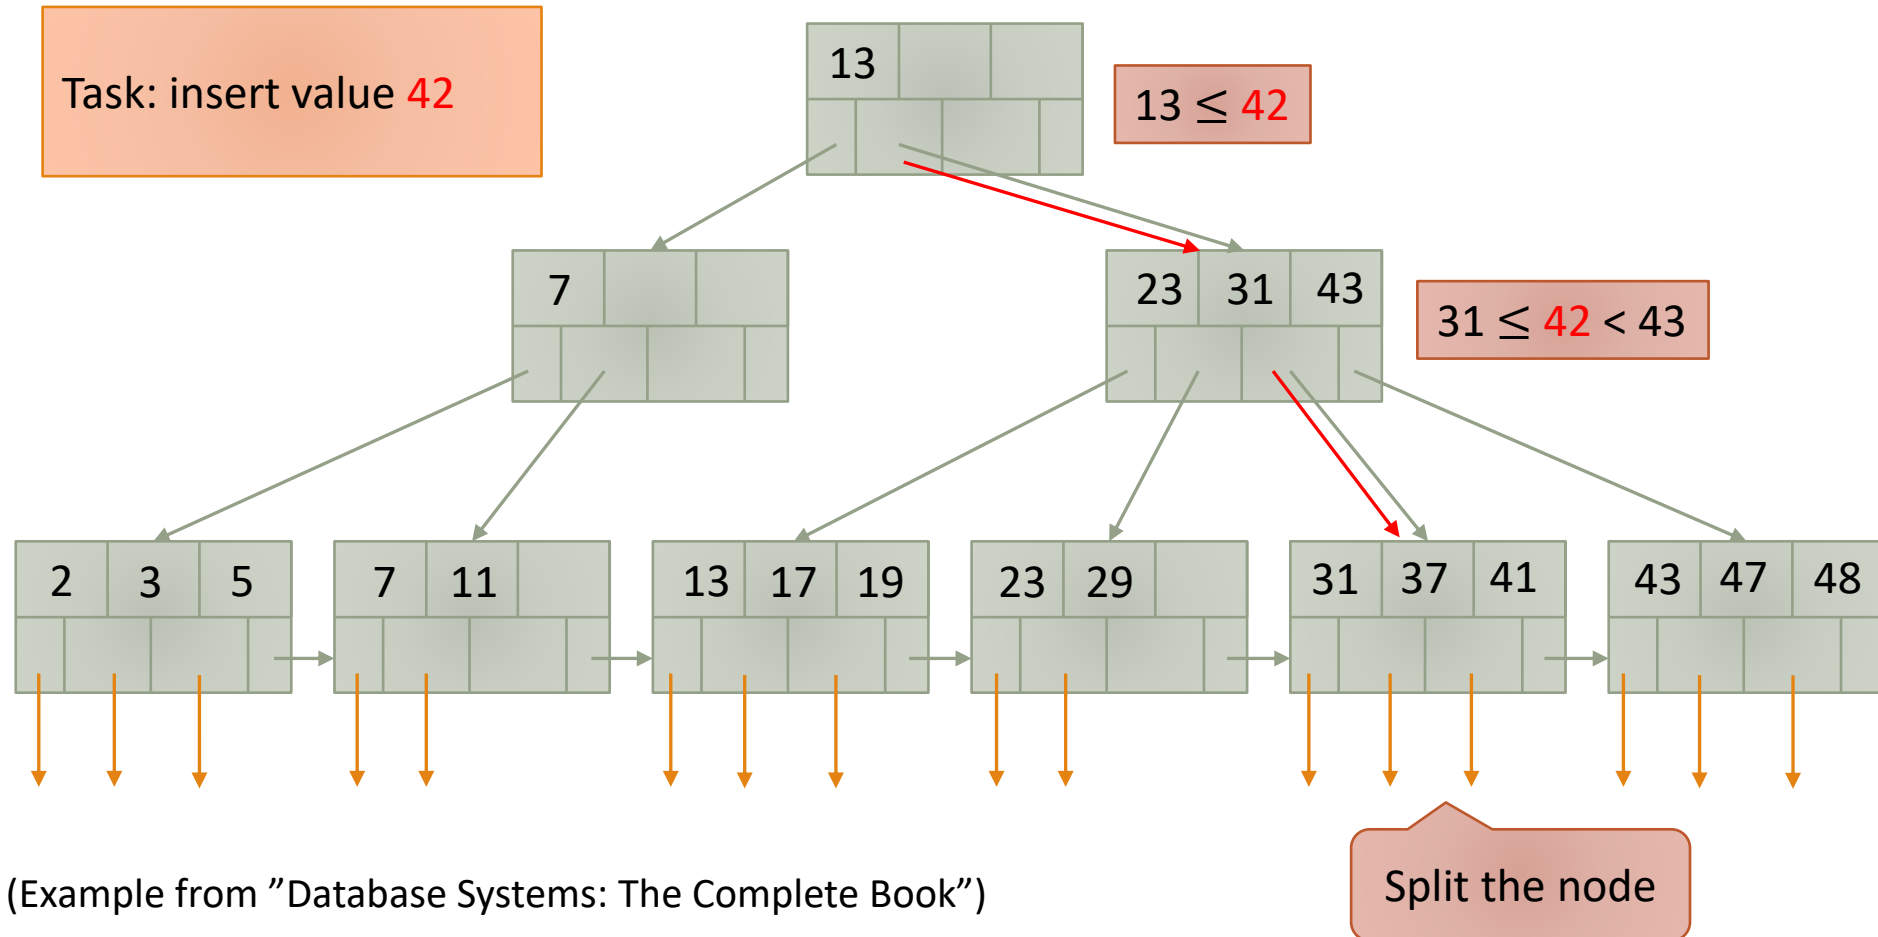 Task: insert value 42
13
13 ≤ 42
7
23 31 43
31 ≤ 42 < 43
2 3 5
7 11
13 17 19
23 29
31 37 41
43 47 48
Split the node
(Example from ”Database Systems: The Complete Book”)